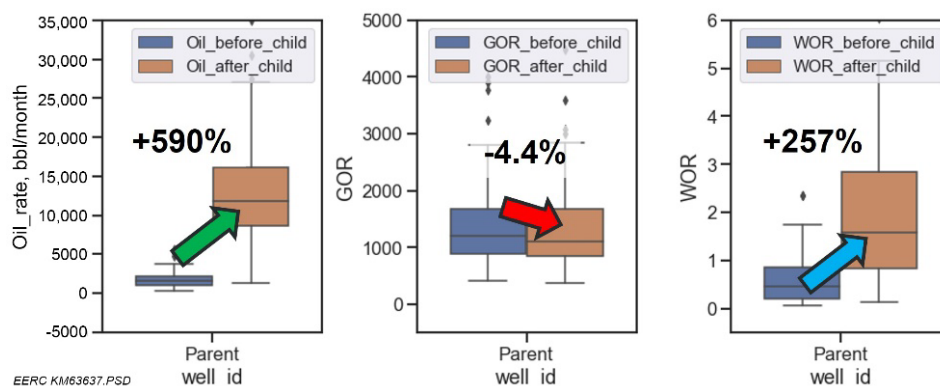 Oil_rate, bbl/month
35,000
30,000
25,000
20,000
15,000
10,000
5000
0
-5000
Oil_before_child
Oil_after_child
+590%
Parent
well_id
GOR
5000
4000
3000
2000
1000
0
GOR_before_child
GOR_after_child
-4.4%
Parent
well_id
WOR
6
5
4
3
2
1
0
WOR_before_child
WOR_after_child
+257%
Parent
well_id
EERC KM63637.PSD